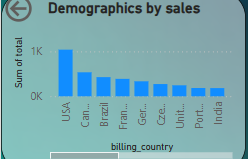 Demographics by sales
Sum of total
1K
0K
USA
Can...
Brazil
Fran...
Ger...
Cze...
Unit...
Port...
India
billing_country